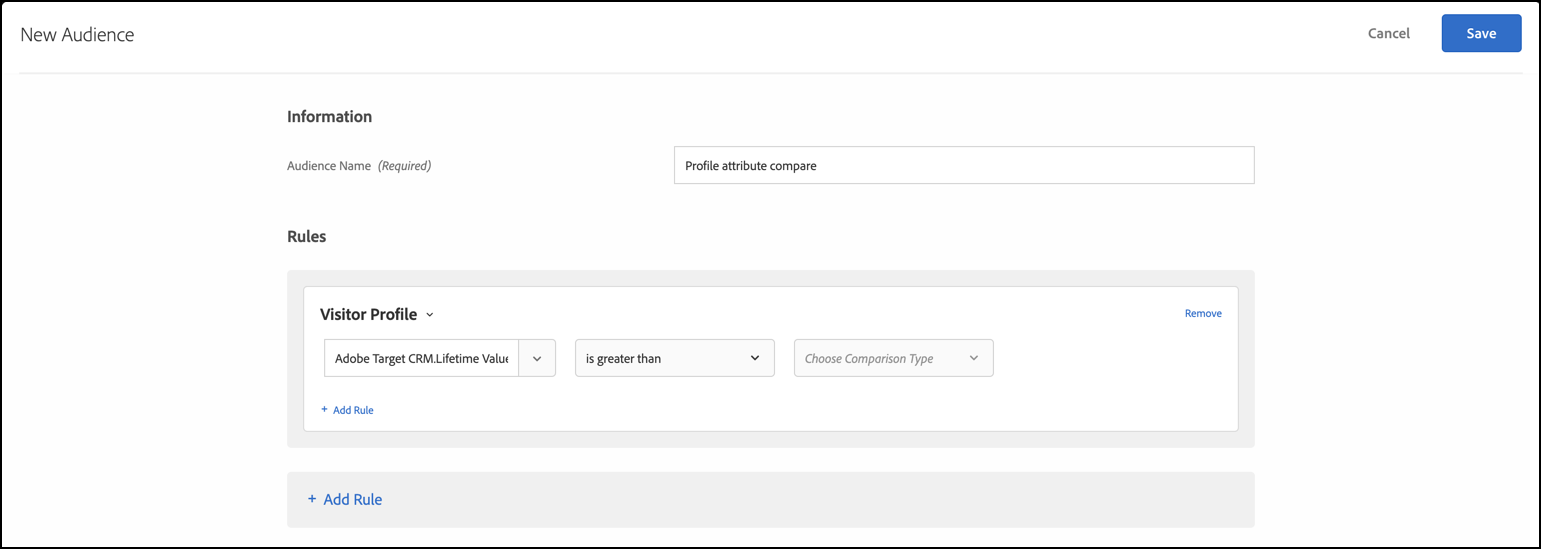 New Audience
Cancel
Save
Information
Audience Name (Required)
Profile attribute compare
Rules
Visitor Profile
Remove
Adobe Target CRM.Lifetime Value
is greater than
Choose Comparison Type
+ Add Rule
+ Add Rule